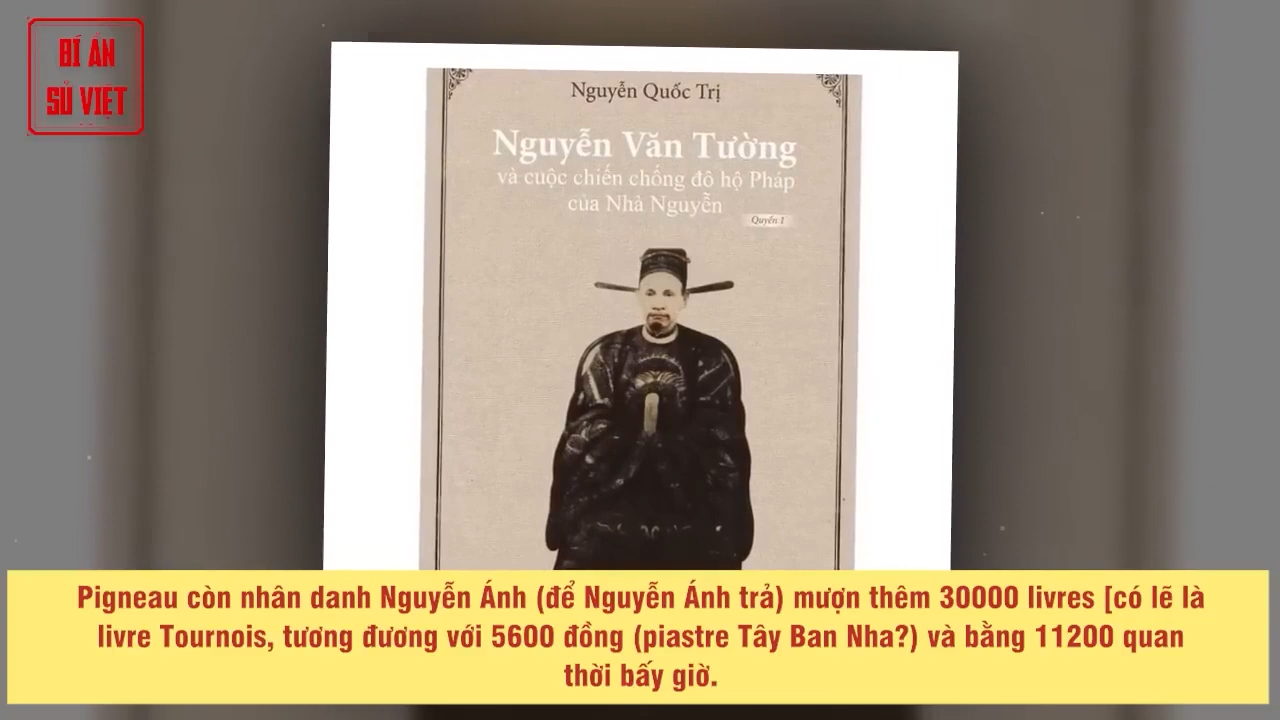 BÍ ẨN
SỬ VIỆT
Nguyễn Quốc Trị
Nguyễn Văn Tường
và cuộc chiến chống đô hộ Pháp
của Nhà Nguyễn
Quyển I
Pigneau còn nhân danh Nguyễn Ánh (để Nguyễn Ánh trả) mượn thêm 30000 livres [có lẽ là
livre Tournois, tương đương với 5600 đồng (piastre Tây Ban Nha?) và bằng 11200 quan
thời bấy giờ.